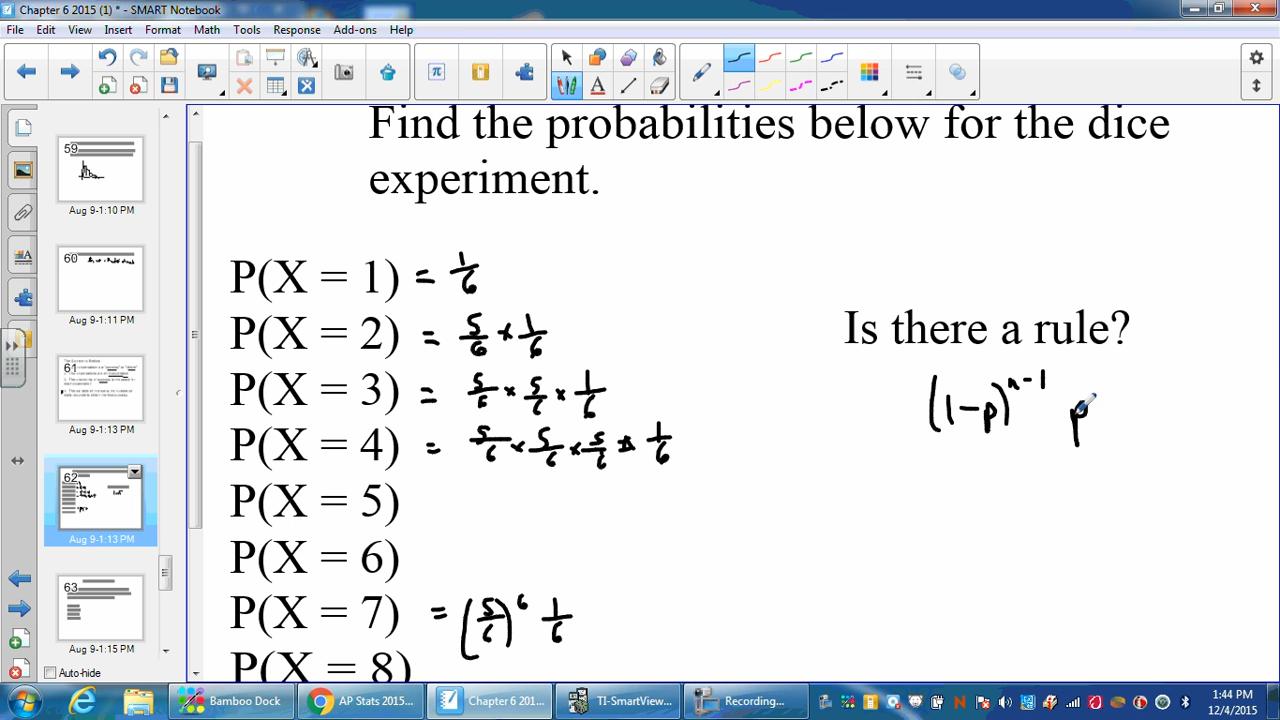 Chapter 6 2015 (1) * - SMART Notebook
File Edit View Insert Format Math Tools Response Add-ons Help
59
Aug 9-1:10 PM
60
Aug 9-1:11 PM
61
Aug 9-1:13 PM
62
Aug 9-1:13 PM
63
Aug 9-1:15 PM
Auto-hide
Find the probabilities below for the dice
experiment.
P(X = 1) = 1/6
P(X = 2) = 5/6 × 1/6
P(X = 3) = 5/6 × 5/6 × 1/6
P(X = 4) = 5/6 × 5/6 × 5/6 × 1/6
P(X = 5)
P(X = 6)
P(X = 7) = (5/6)^6 1/6
P(X = 8)
Is there a rule?
(1-p)^n-1 p
Bamboo Dock AP Stats 2015... Chapter 6 201... TI-SmartView... Recording...
1:44 PM
12/4/2015